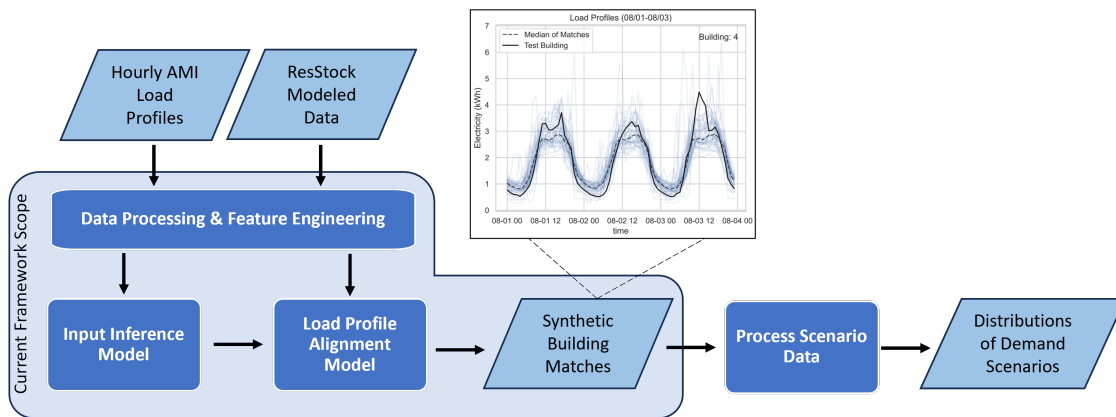 Hourly AMI
Load
Profiles
ResStock
Modeled
Data
Load Profiles (08/01-08/03)
Median of Matches
Test Building
Building: 4
Electricity (kWh)
7
6
5
4
3
2
1
0
08-01 00 08-01 12 08-02 00 08-02 12 08-03 00 08-03 12 08-04 00
time
Current Framework Scope
Data Processing & Feature Engineering
Input Inference
Model
Load Profile
Alignment
Model
Synthetic
Building
Matches
Process Scenario
Data
Distributions
of Demand
Scenarios